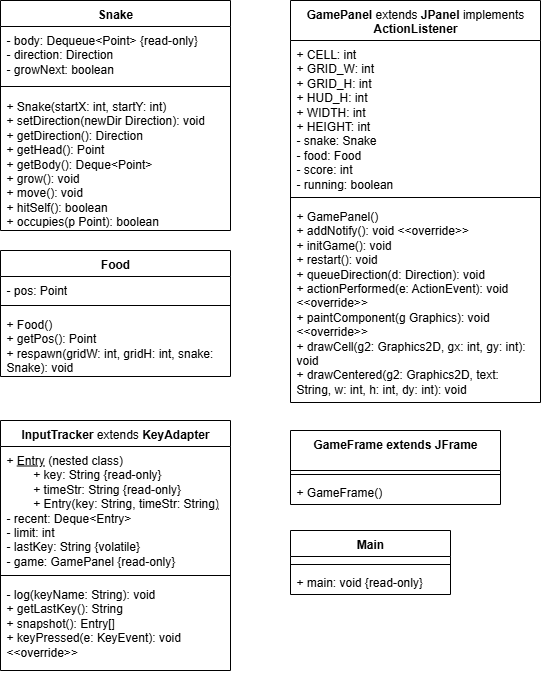 Snake
- body: Dequeue<Point> {read-only}
- direction: Direction
- growNext: boolean
+ Snake(startX: int, startY: int)
+ setDirection(newDir Direction): void
+ getDirection(): Direction
+ getHead(): Point
+ getBody(): Deque<Point>
+ grow(): void
+ move(): void
+ hitSelf(): boolean
+ occupies(p Point): boolean
Food
- pos: Point
+ Food()
+ getPos(): Point
+ respawn(gridW: int, gridH: int, snake:
Snake): void
InputTracker extends KeyAdapter
+ Entry (nested class)
+ key: String {read-only}
+ timeStr: String {read-only}
+ Entry(key: String, timeStr: String)
- recent: Deque<Entry>
- limit: int
- lastKey: String {volatile}
- game: GamePanel {read-only}
- log(keyName: String): void
+ getLastKey(): String
+ snapshot(): Entry[]
+ keyPressed(e: KeyEvent): void
<<override>>
GamePanel extends JPanel implements
ActionListener
+ CELL: int
+ GRID_W: int
+ GRID_H: int
+ HUD_H: int
+ WIDTH: int
+ HEIGHT: int
- snake: Snake
- food: Food
- score: int
- running: boolean
+ GamePanel()
+ addNotify(): void <<override>>
+ initGame(): void
+ restart(): void
+ queueDirection(d: Direction): void
+ actionPerformed(e: ActionEvent): void
<<override>>
+ paintComponent(g Graphics): void
<<override>>
+ drawCell(g2: Graphics2D, gx: int, gy: int):
void
+ drawCentered(g2: Graphics2D, text:
String, w: int, h: int, dy: int): void
GameFrame extends JFrame
+ GameFrame()
Main
+ main: void {read-only}